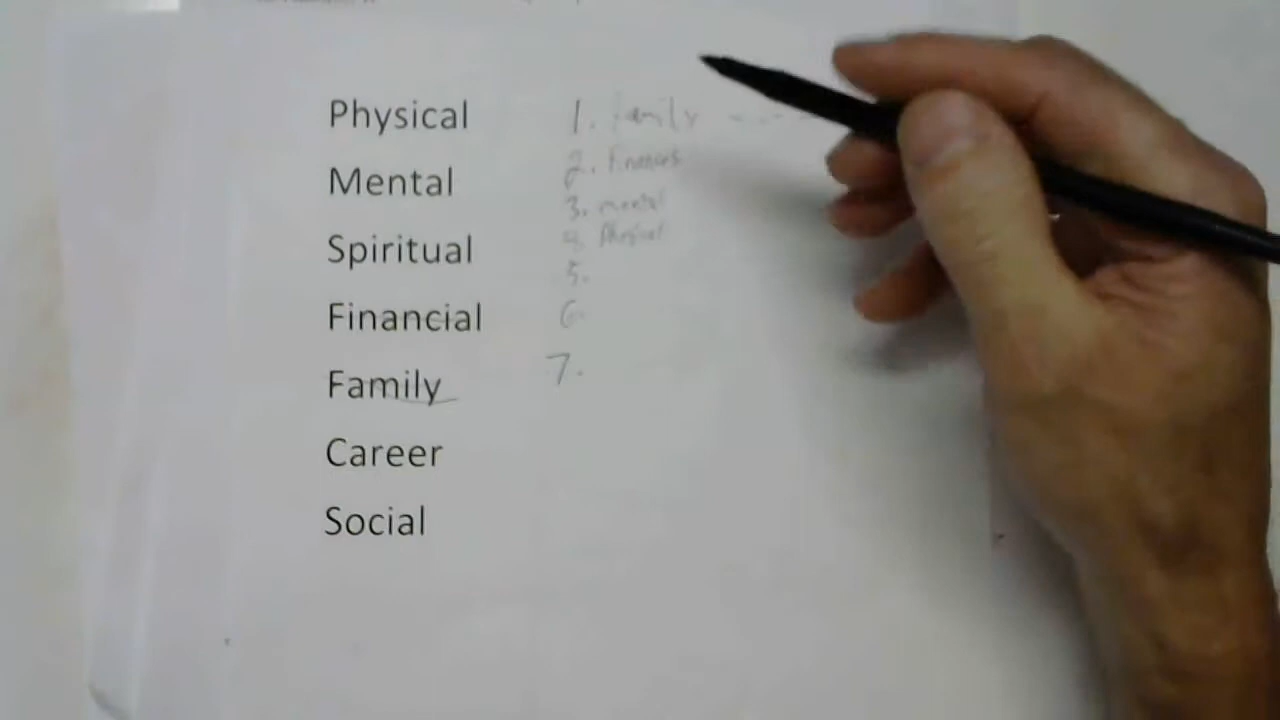 Physical
Mental
Spiritual
Financial
Family
Career
Social
1. family
2. Finances
3. mental
4. Physical
5.
6.
7.